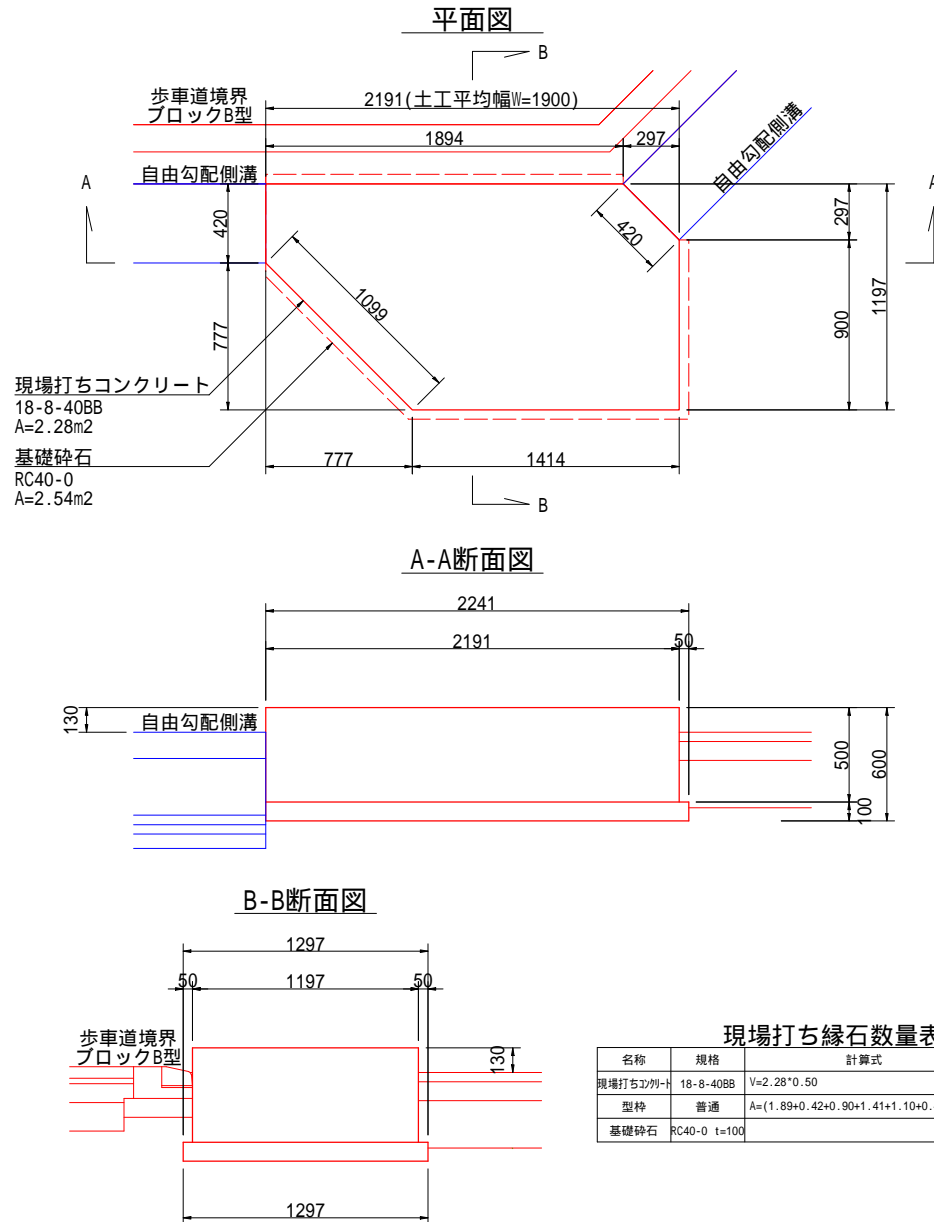 平面図
B
歩車道境界
ブロックB型
2191(土工平均幅W=1900)
1894
297
自由勾配側溝
自由勾配側溝
A
A
420
420
297
1197
900
777
1099
現場打ちコンクリート
18-8-40BB
A=2.28m2
基礎砕石
RC40-0
A=2.54m2
777
1414
B
A-A断面図
2241
2191
50
130
自由勾配側溝
500
600
100
B-B断面図
1297
50
1197
50
歩車道境界
ブロックB型
130
1297
現場打ち縁石数量表
名称 規格 計算式
現場打ちコンクリート 18-8-40BB V=2.28*0.50
型枠 普通 A=(1.89+0.42+0.90+1.41+1.10+0.
基礎砕石 RC40-0 t=100